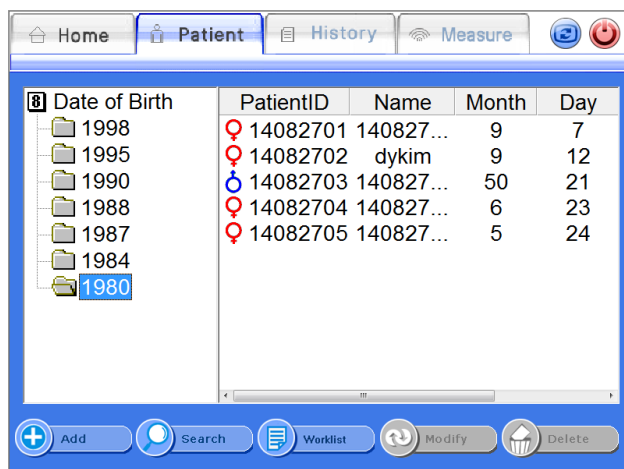 Home Patient History Measure
8 Date of Birth
1998
1995
1990
1988
1987
1984
1980
PatientID Name Month Day
14082701 140827... 9 7
14082702 dykim 9 12
14082703 140827... 50 21
14082704 140827... 6 23
14082705 140827... 5 24
Add Search Worklist Modify Delete